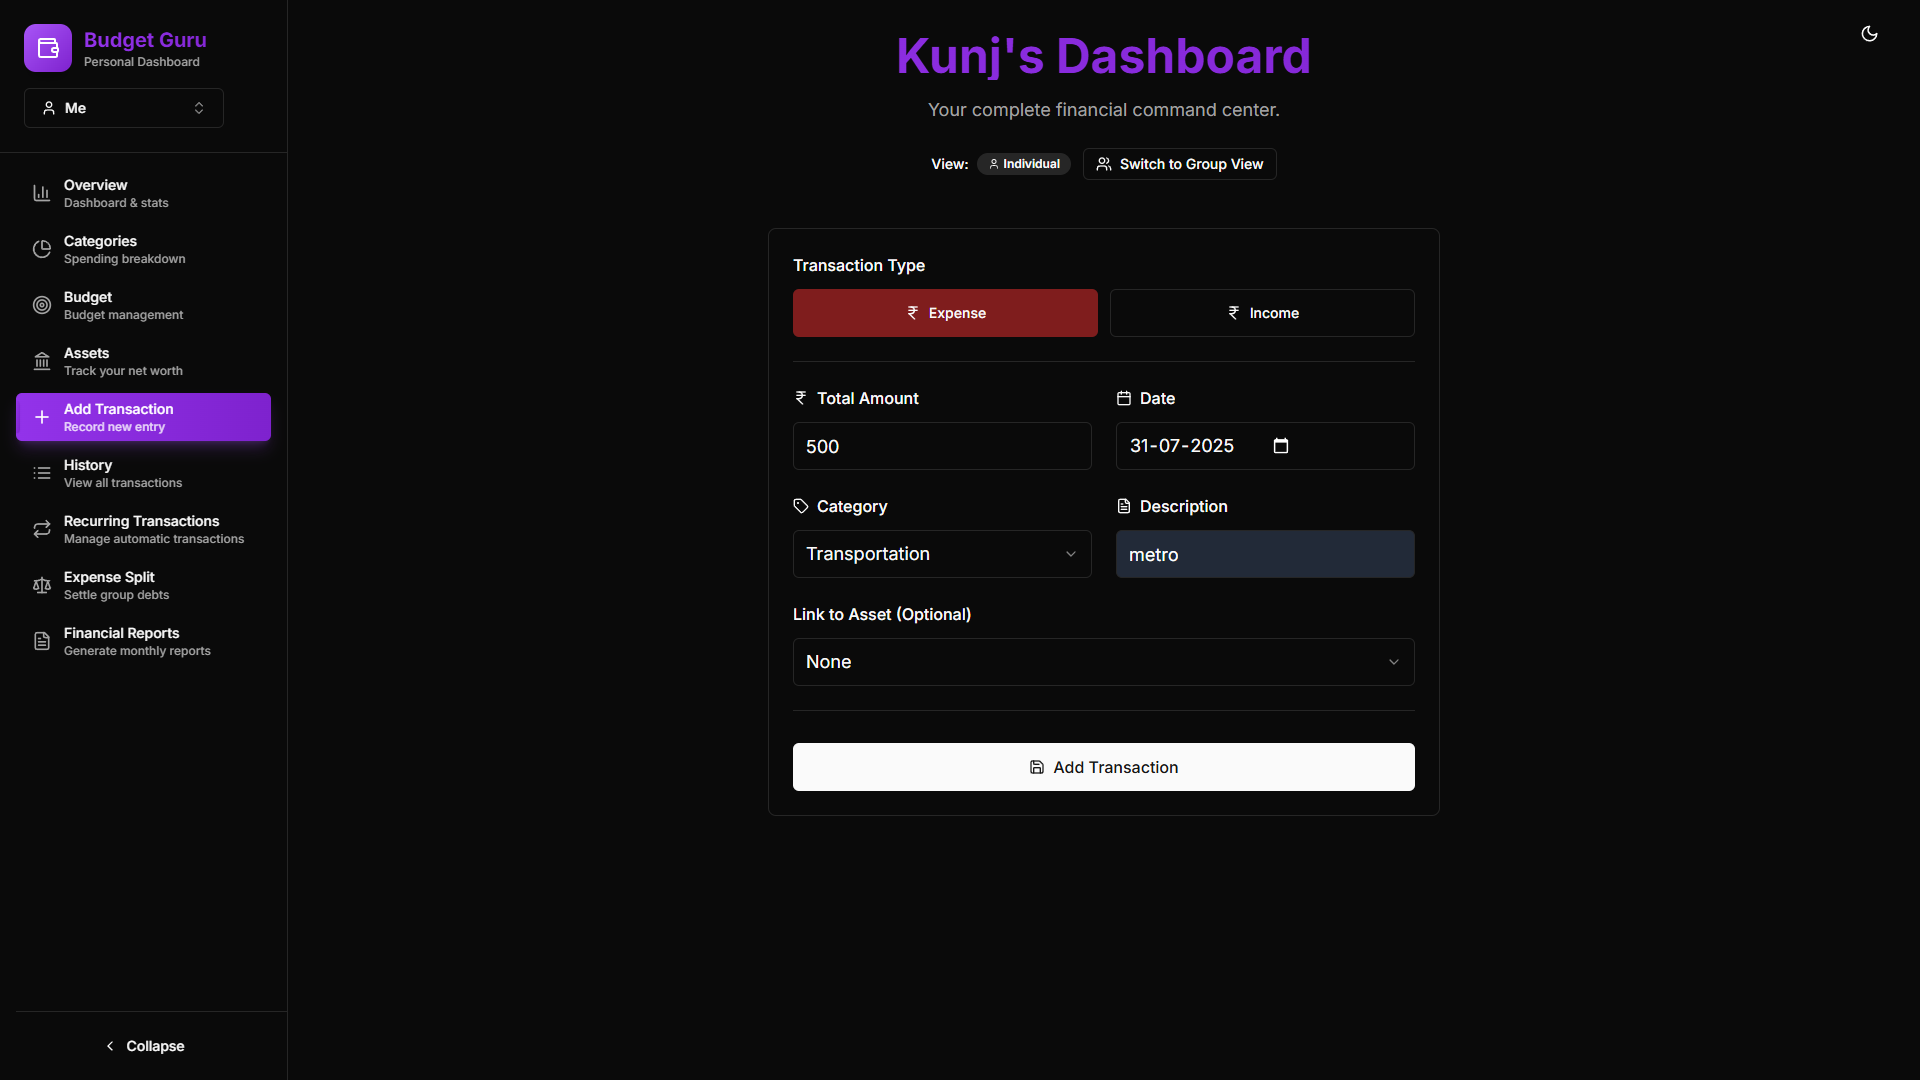 Budget Guru
Personal Dashboard
Me
Overview
Dashboard & stats
Categories
Spending breakdown
Budget
Budget management
Assets
Track your net worth
Add Transaction
Record new entry
History
View all transactions
Recurring Transactions
Manage automatic transactions
Expense Split
Settle group debts
Financial Reports
Generate monthly reports
Collapse
Kunj's Dashboard
Your complete financial command center.
View: Individual Switch to Group View
Transaction Type
₹ Expense ₹ Income
₹ Total Amount Date
500 31-07-2025
Category Description
Transportation metro
Link to Asset (Optional)
None
Add Transaction